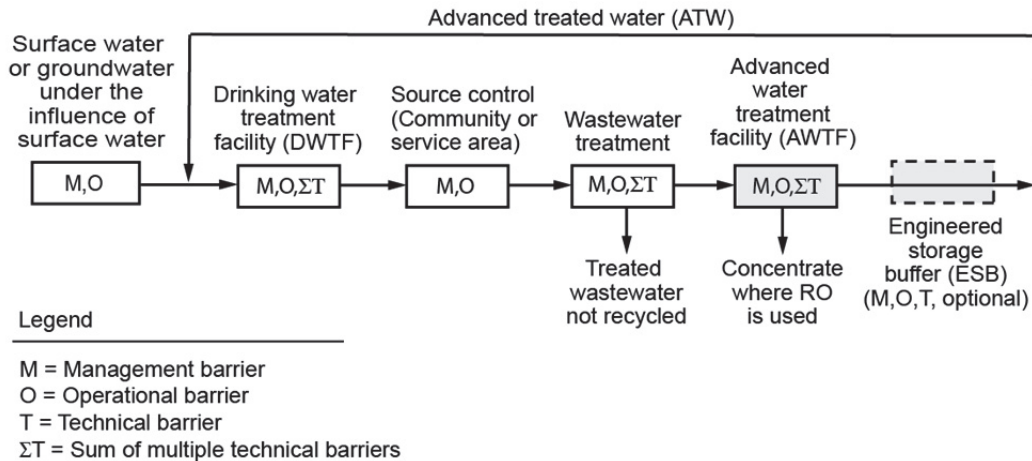 Advanced treated water (ATW)
Surface water
or groundwater
under the
influence of
surface water
M,O
Drinking water
treatment
facility (DWTF)
M,O,ΣT
Source control
(Community or
service area)
M,O
Wastewater
treatment
M,O,ΣT
Treated
wastewater
not recycled
Advanced
water
treatment
facility
(AWTF)
M,O,ΣT
Concentrate
where RO
is used
Engineered
storage
buffer (ESB)
(M,O,T, optional)
Legend
M = Management barrier
O = Operational barrier
T = Technical barrier
ΣT = Sum of multiple technical barriers